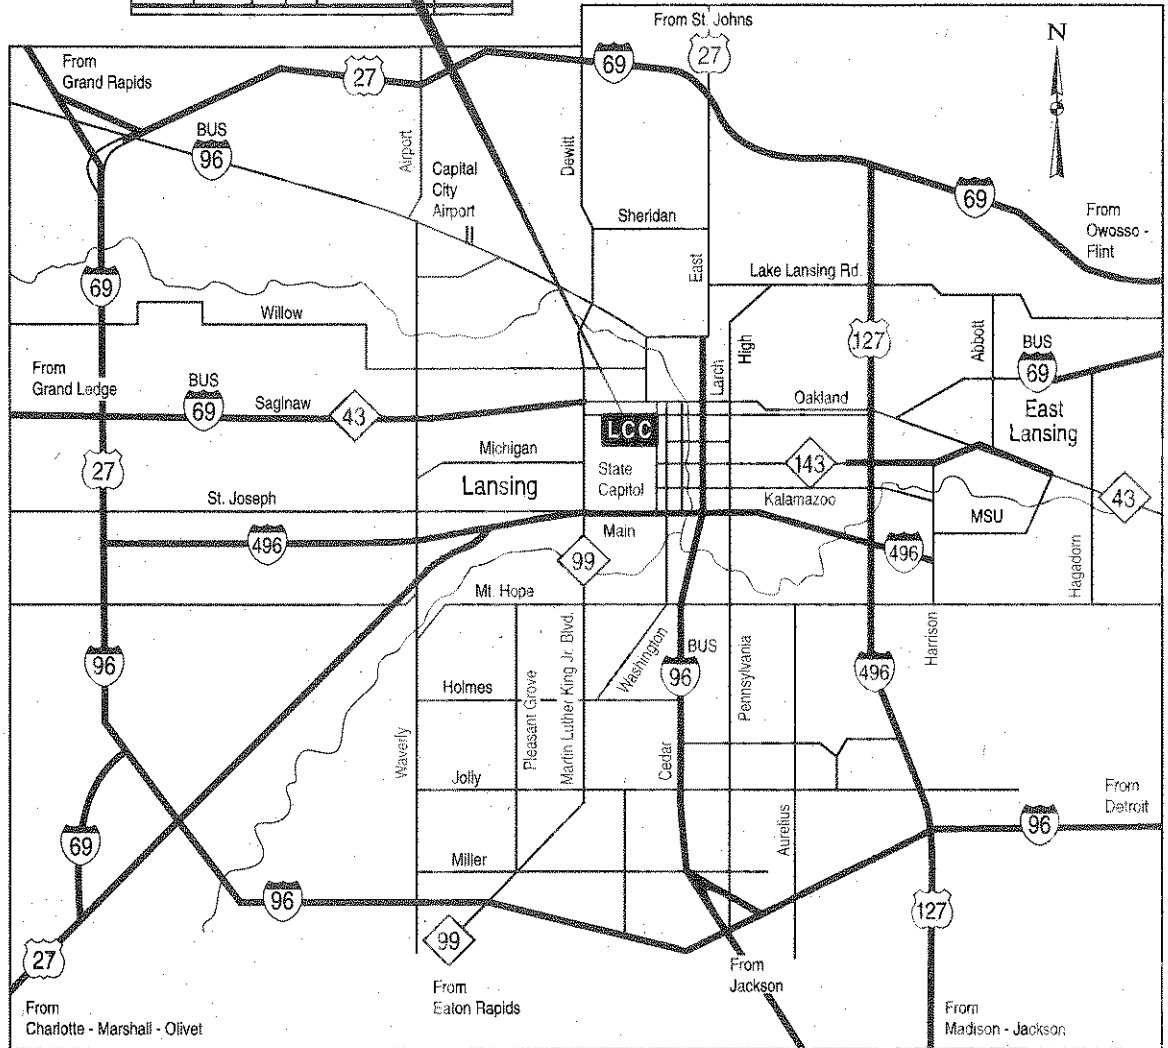 From St. Johns
27
N
From
Grand Rapids
27
69
BUS
96
Airport
Capital
City
Airport
Dewitt
69
From
Owosso -
Flint
Sheridan
East
Lake Lansing Rd.
69
Willow
127
High
Larch
Abbott
BUS
69
From
Grand Ledge
BUS
69
Saginaw
43
Oakland
East
Lansing
LCC
Michigan
State
Capitol
143
27
Lansing
43
St. Joseph
Kalamazoo
MSU
496
Main
99
496
Hagadorn
Mt. Hope
Harrison
96
Pleasant Grove
Martin Luther King Jr. Blvd.
Washington
BUS
96
Pennsylvania
496
Holmes
Waverly
Cedar
Jolly
Aurelius
From
Detroit
96
69
Miller
96
99
127
27
From
Charlotte - Marshall - Olivet
From
Eaton Rapids
From
Jackson
From
Madison - Jackson